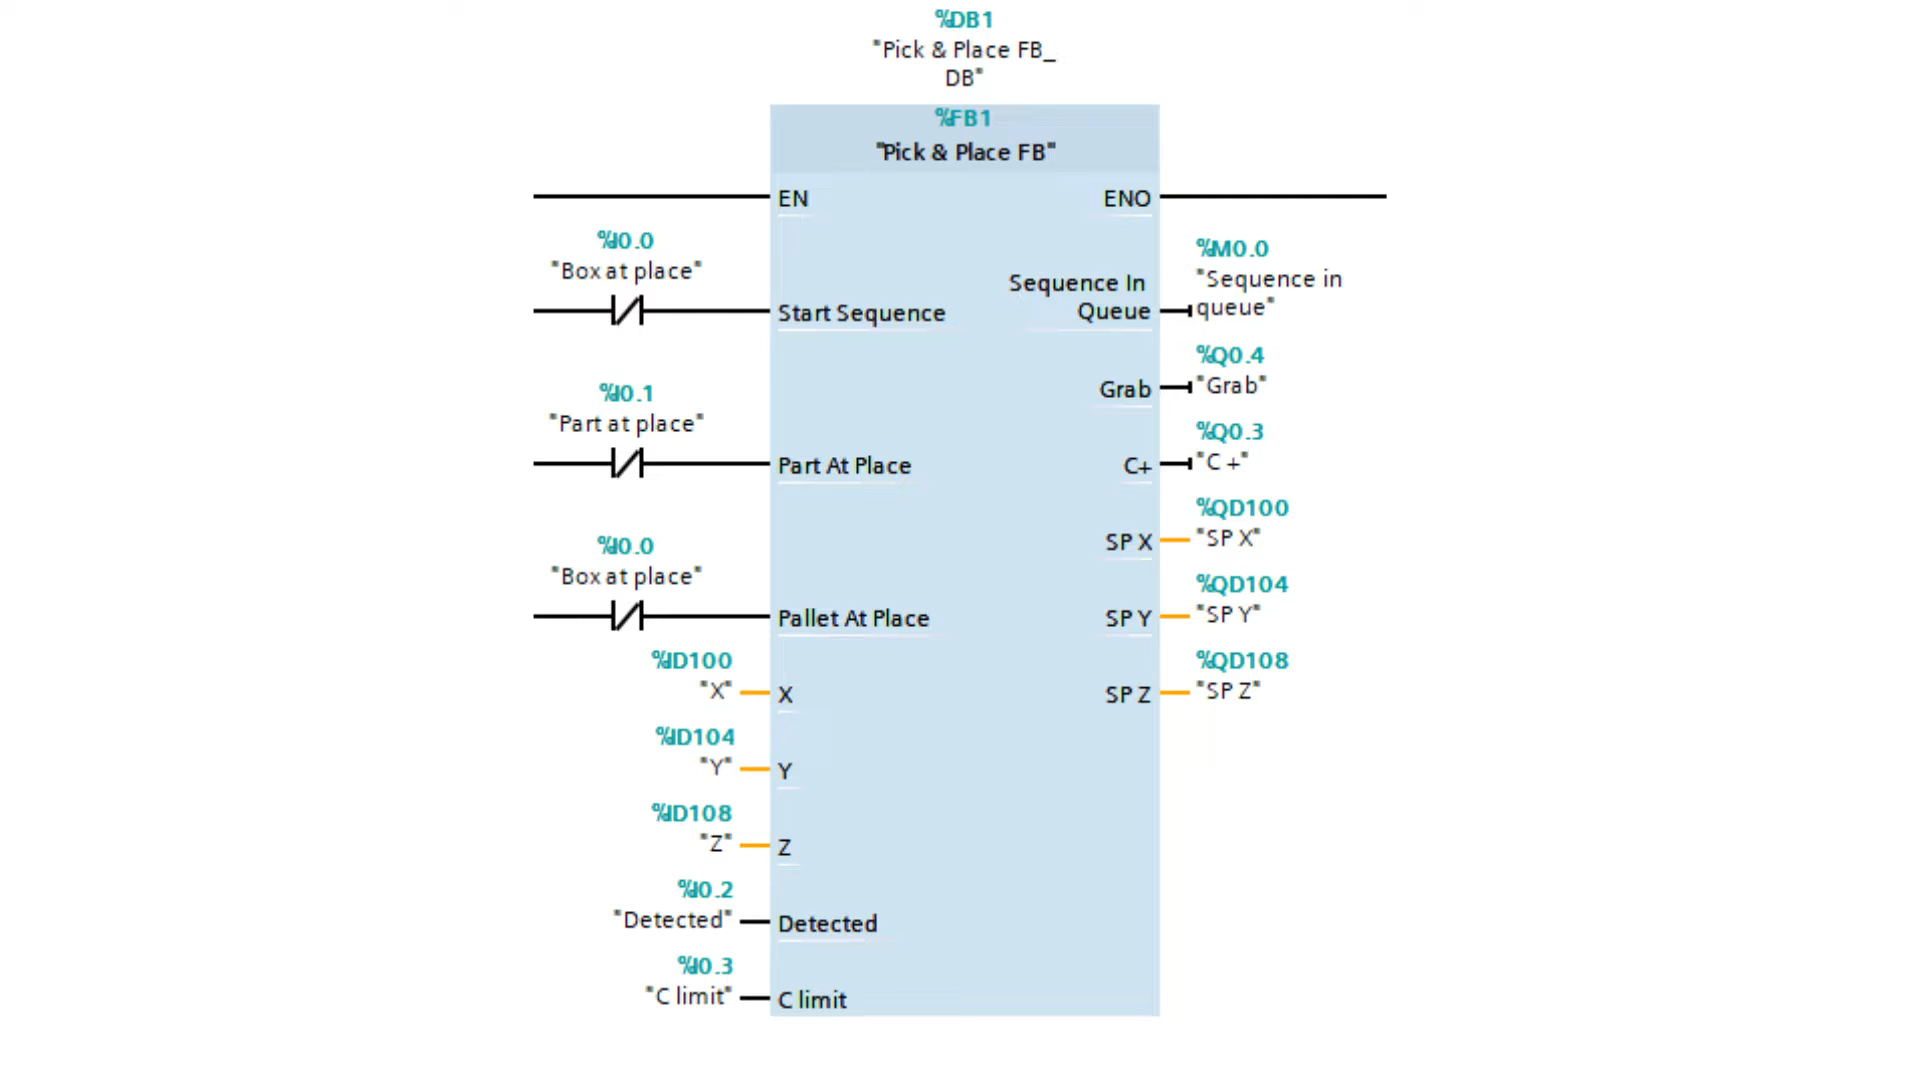 %DB1
"Pick & Place FB_
DB"
%FB1
"Pick & Place FB"
EN
ENO
%I0.0
"Box at place"
Start Sequence
Sequence In
Queue
%M0.0
"Sequence in
queue"
Grab
%Q0.4
"Grab"
%I0.1
"Part at place"
Part At Place
C+
%Q0.3
"C +"
SP X
%QD100
"SP X"
%I0.0
"Box at place"
Pallet At Place
SP Y
%QD104
"SP Y"
%ID100
"X"
X
SP Z
%QD108
"SP Z"
%ID104
"Y"
Y
%ID108
"Z"
Z
%I0.2
"Detected"
Detected
%I0.3
"C limit"
C limit